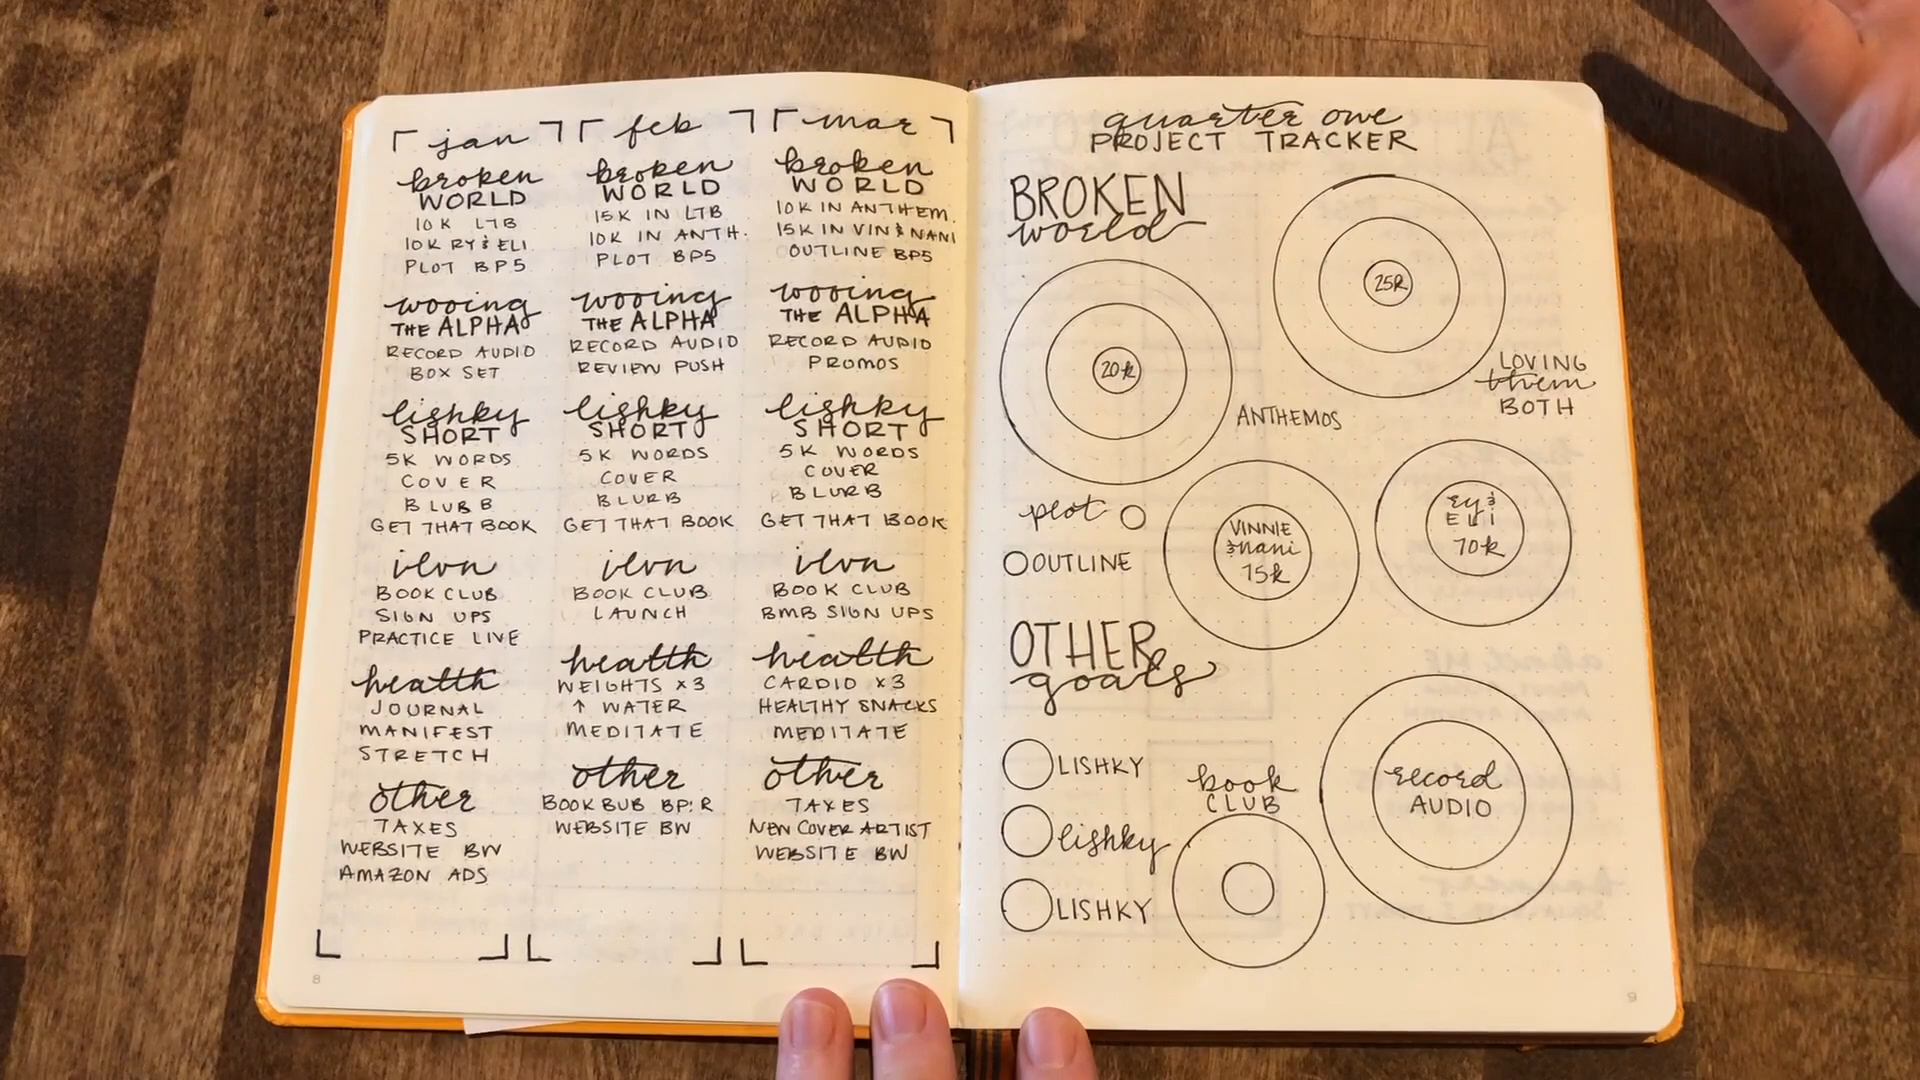 jan
broken
WORLD
10K LTB
10K RY & ELI
PLOT BP5
wooing
THE ALPHA
RECORD AUDIO
BOX SET
lishky
SHORT
5K WORDS
COVER
BLUBB
GET THAT BOOK
ilvn
BOOK CLUB
SIGN UPS
PRACTICE LIVE
health
JOURNAL
MANIFEST
STRETCH
other
TAXES
WEBSITE BW
AMAZON ADS
feb
broken
WORLD
15K IN LTB
10K IN ANTH.
PLOT BP5
wooing
THE ALPHA
RECORD AUDIO
REVIEW PUSH
lishky
SHORT
5K WORDS
COVER
BLURB
GET THAT BOOK
ilvn
BOOK CLUB
LAUNCH
health
WEIGHTS x3
↑ WATER
MEDITATE
other
BOOKBUB BP:R
WEBSITE BW
mar
broken
WORLD
10K IN ANTHEM.
15K IN VIN & NANI
OUTLINE BP5
wooing
THE ALPHA
RECORD AUDIO
PROMOS
lishky
SHORT
5K WORDS
COVER
BLURB
GET THAT BOOK
ilvn
BOOK CLUB
BMB SIGN UPS
health
CARDIO x3
HEALTHY SNACKS
MEDITATE
other
TAXES
NEW COVER ARTIST
WEBSITE BW
8
quarter one
PROJECT TRACKER
BROKEN
world
25K
20k
LOVING
them
BOTH
ANTHEMOS
plot
OUTLINE
VINNIE
& nani
75k
ry &
ELI
70k
OTHER
goals
LISHKY
lishky
LISHKY
book
CLUB
record
AUDIO
9